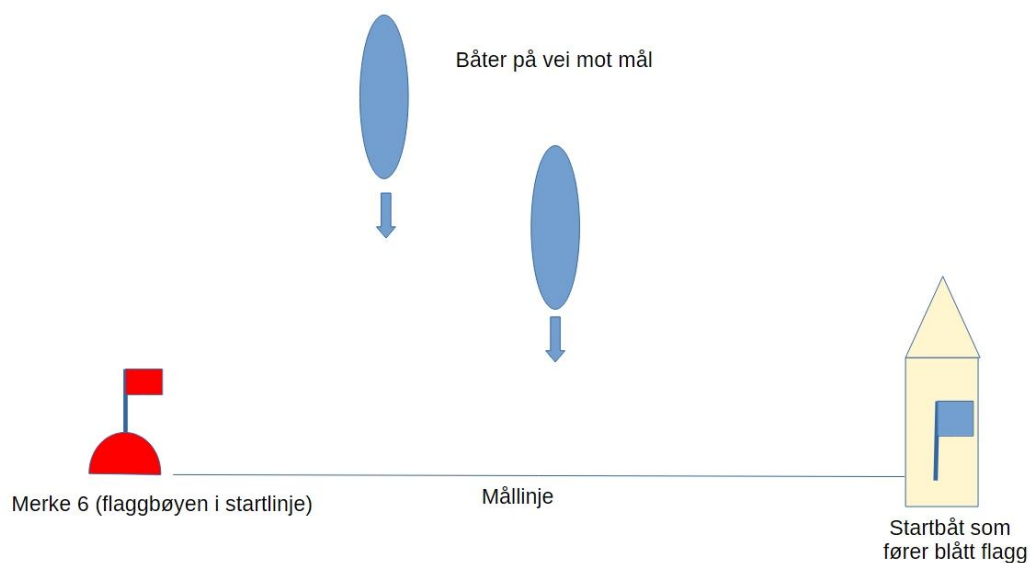 Båter på vei mot mål
Merke 6 (flaggbøyen i startlinje)
Mållinje
Startbåt som
fører blått flagg